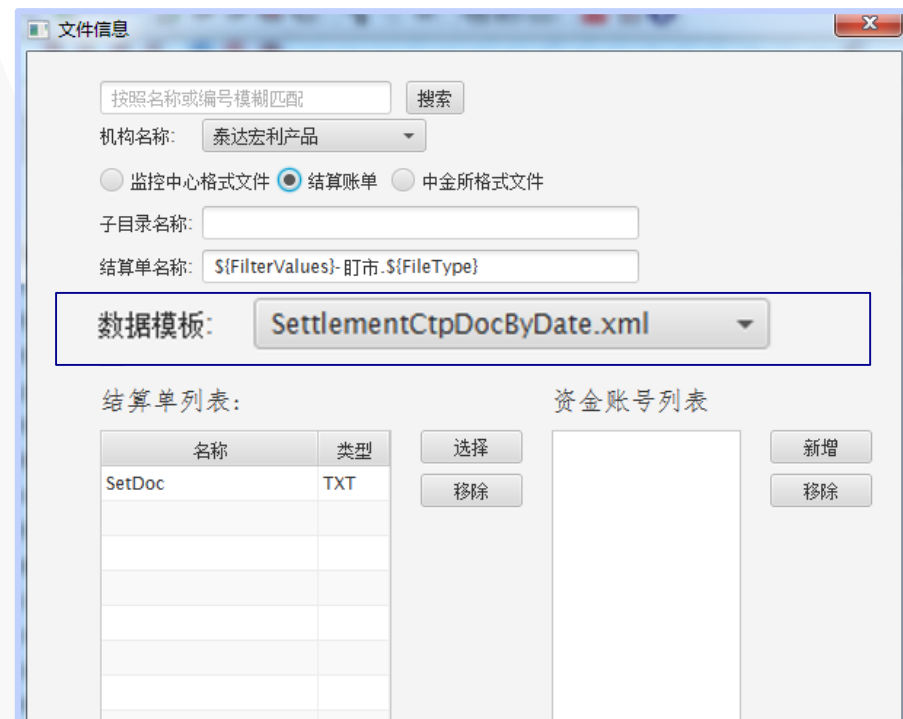 文件信息
按照名称或编号模糊匹配 搜索
机构名称: 泰达宏利产品
监控中心格式文件 结算账单 中金所格式文件
子目录名称:
结算单名称: ${FilterValues}-盯市.${FileType}
数据模板: SettlementCtpDocByDate.xml
结算单列表: 资金账号列表
名称 类型 选择 新增
SetDoc TXT 移除 移除